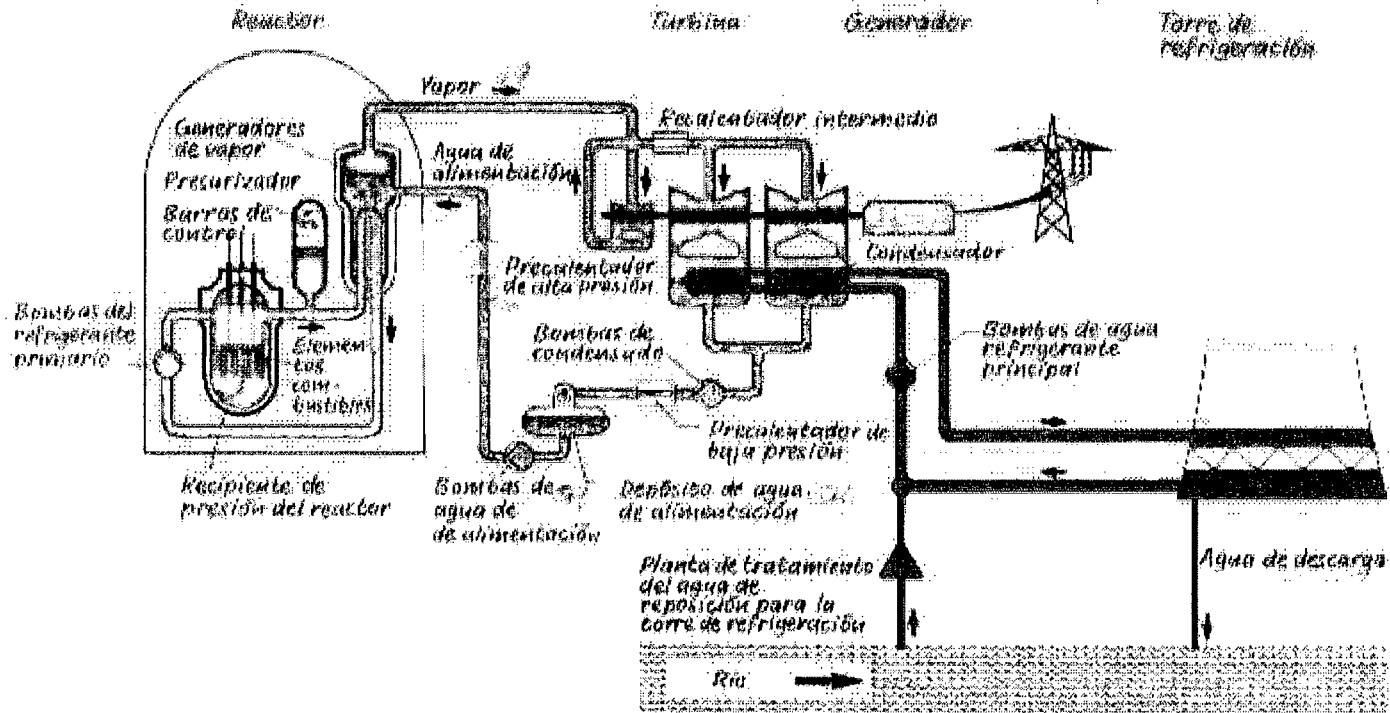 Reactor
Turbina
Generador
Torre de
refrigeración
Vapor
Recalentador intermedio
Generadores
de vapor
Agua de
alimentación
Presurizador
Barras de
control
Condensador
Precalentador
de alta presión
Bombas del
refrigerante
primario
Elemen-
tos
com-
bustibles
Bombas de
condensado
Bombas de agua
refrigerante
principal
Precalentador de
baja presión
Recipiente de
presión del reactor
Bombas de
agua de
de alimentación
Depósito de agua
de alimentación
Planta de tratamiento
del agua de
reposición para la
torre de refrigeración
Agua de descarga
Río